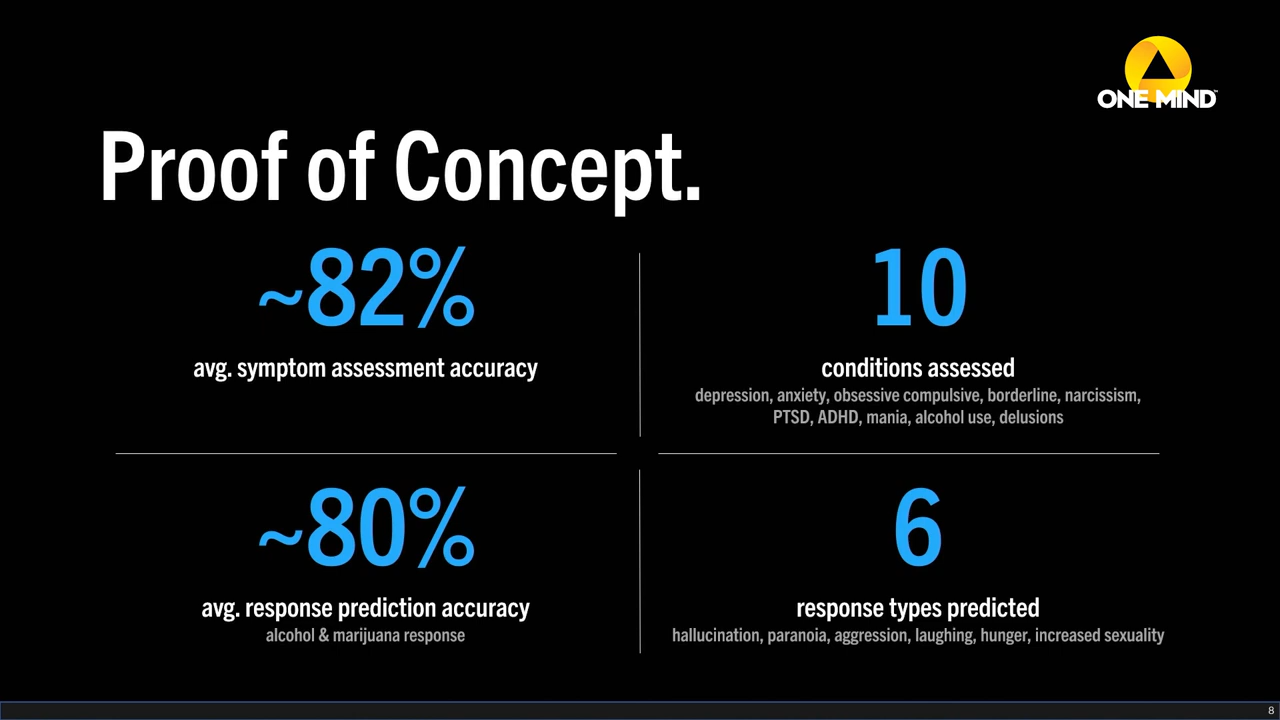 ONE MIND™
Proof of Concept.
~82%
avg. symptom assessment accuracy
10
conditions assessed
depression, anxiety, obsessive compulsive, borderline, narcissism,
PTSD, ADHD, mania, alcohol use, delusions
~80%
avg. response prediction accuracy
alcohol & marijuana response
6
response types predicted
hallucination, paranoia, aggression, laughing, hunger, increased sexuality
8